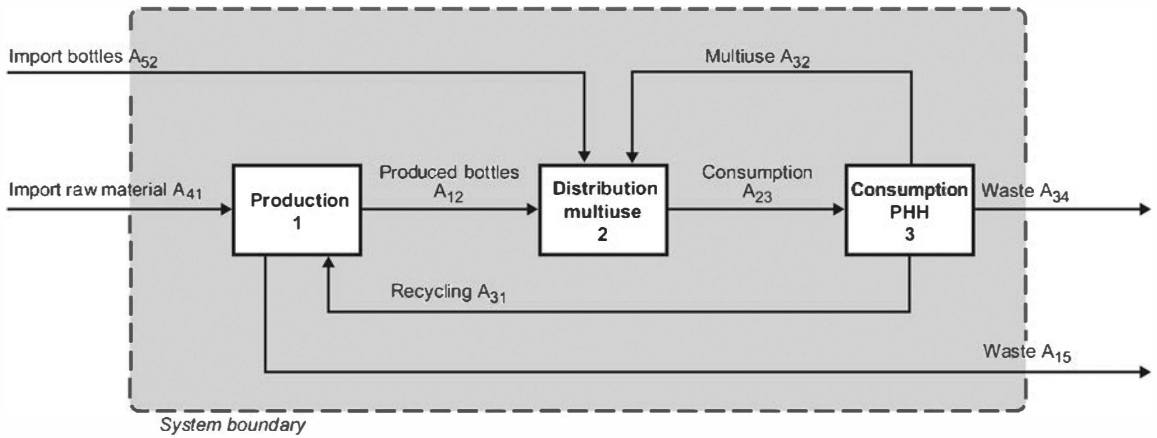 Import bottles A52
Multiuse A32
Import raw material A41
Production
1
Produced bottles
A12
Distribution
multiuse
2
Consumption
A23
Consumption
PHH
3
Waste A34
Recycling A31
Waste A15
System boundary